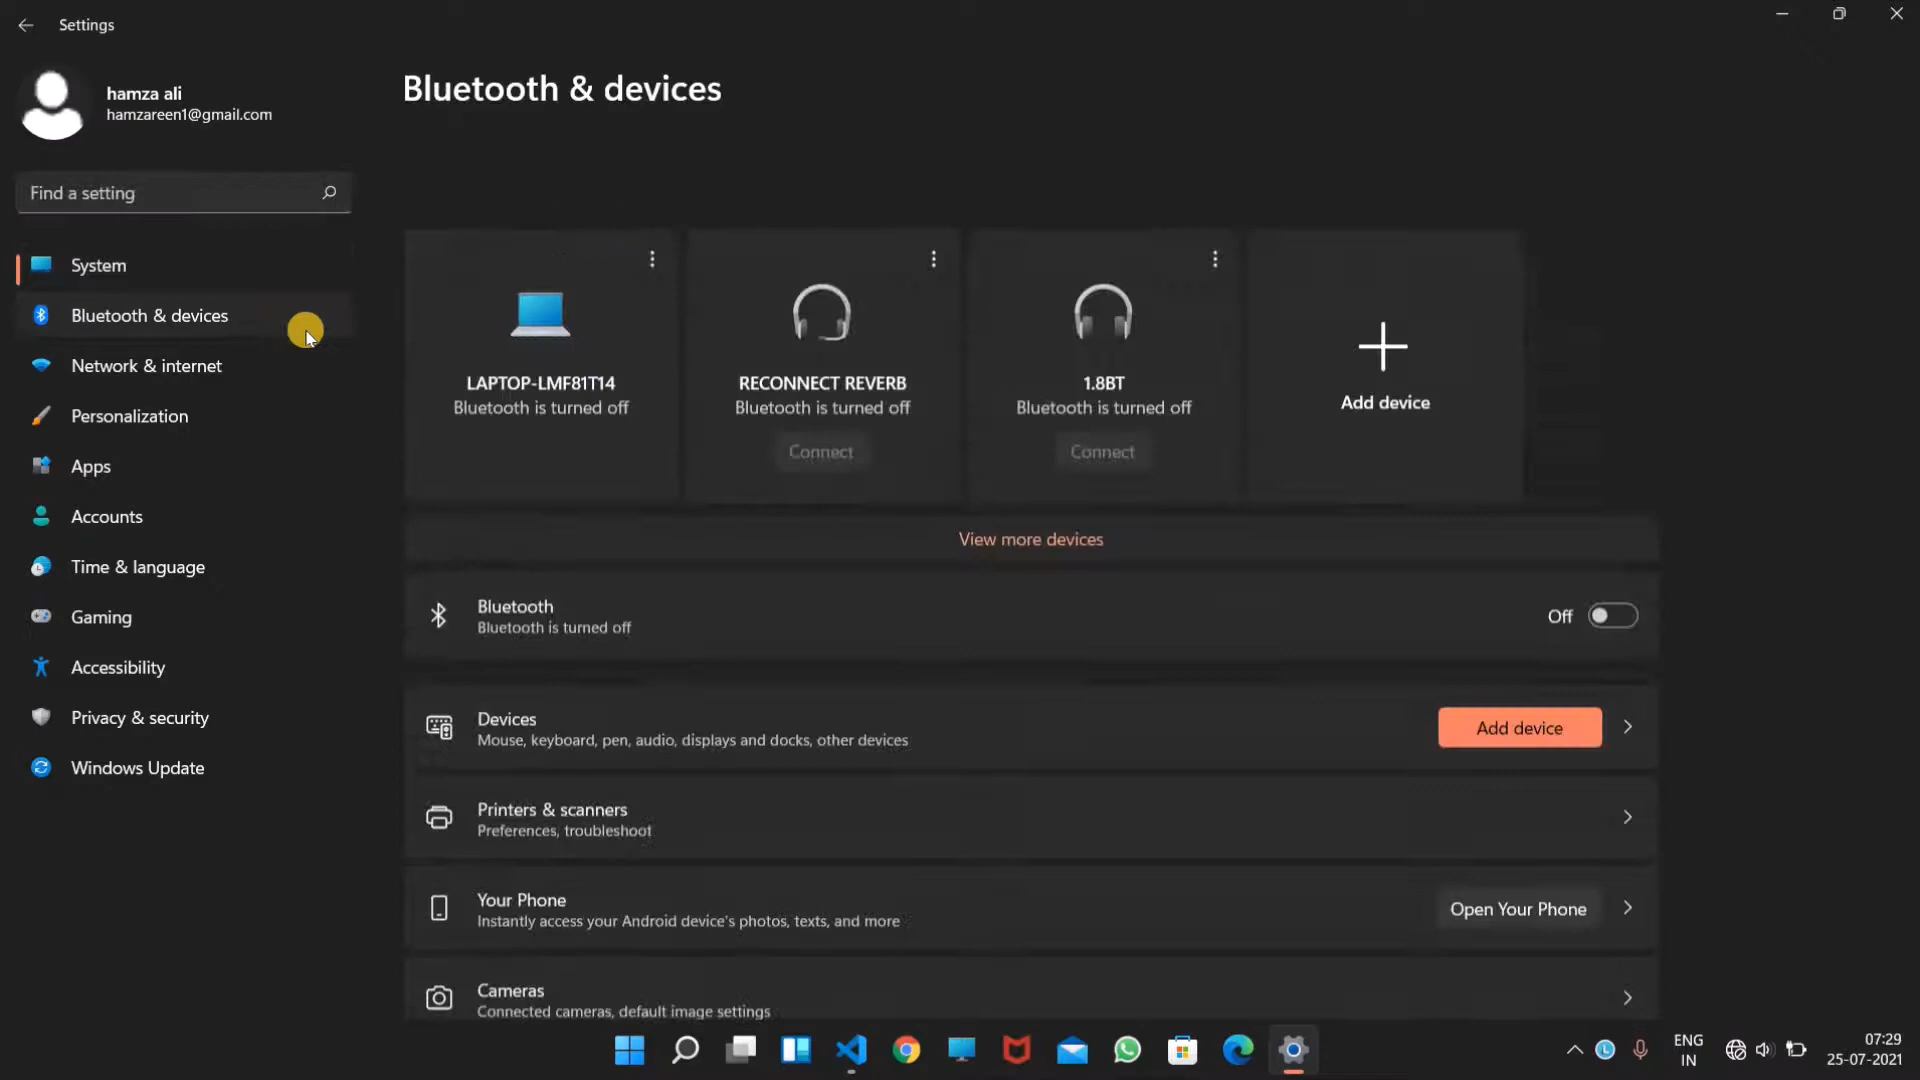 Settings
hamza ali
hamzareen1@gmail.com
Find a setting
System
Bluetooth & devices
Network & internet
Personalization
Apps
Accounts
Time & language
Gaming
Accessibility
Privacy & security
Windows Update
Bluetooth & devices
LAPTOP-LMF81T14
Bluetooth is turned off
RECONNECT REVERB
Bluetooth is turned off
Connect
1.8BT
Bluetooth is turned off
Connect
Add device
View more devices
Bluetooth
Bluetooth is turned off
Off
Devices
Mouse, keyboard, pen, audio, displays and docks, other devices
Add device
Printers & scanners
Preferences, troubleshoot
Your Phone
Instantly access your Android device's photos, texts, and more
Open Your Phone
Cameras
Connected cameras, default image settings
ENG
IN
07:29
25-07-2021